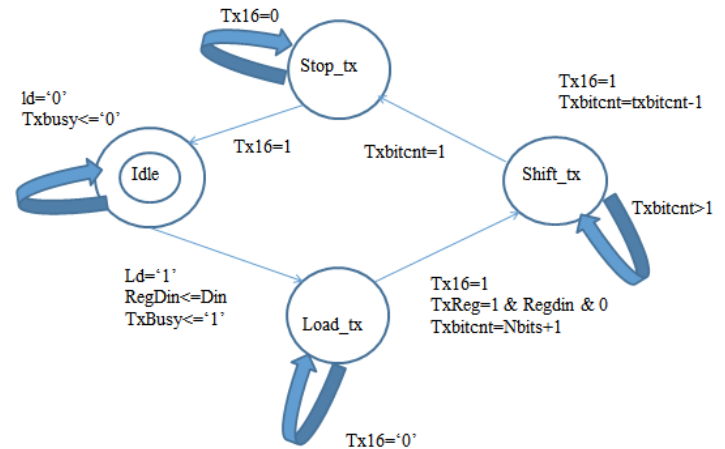 Tx16=0
Stop_tx
Tx16=1
Txbitcnt=txbitcnt-1
ld=‘0’
Txbusy<=‘0’
Tx16=1
Txbitcnt=1
Idle
Shift_tx
Txbitcnt>1
Ld=‘1’
RegDin<=Din
TxBusy<=‘1’
Tx16=1
TxReg=1 & Regdin & 0
Txbitcnt=Nbits+1
Load_tx
Tx16=‘0’